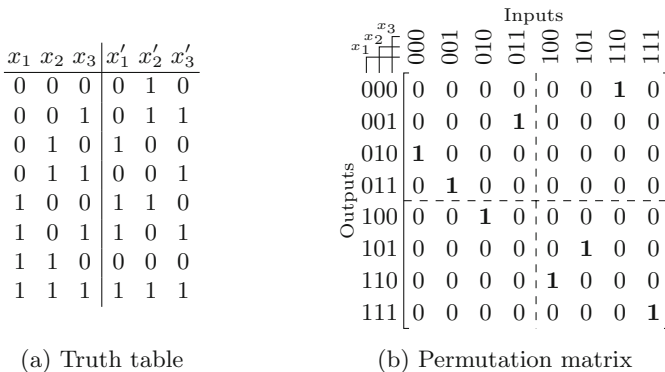 x₁ x₂ x₃ x′₁ x′₂ x′₃
0 0 0 0 1 0
0 0 1 0 1 1
0 1 0 1 0 0
0 1 1 0 0 1
1 0 0 1 1 0
1 0 1 1 0 1
1 1 0 0 0 0
1 1 1 1 1 1
(a) Truth table
Inputs
x₁ x₂ x₃
000 001 010 011 100 101 110 111
Outputs
000 0 0 0 0 0 0 1 0
001 0 0 0 1 0 0 0 0
010 1 0 0 0 0 0 0 0
011 0 1 0 0 0 0 0 0
100 0 0 1 0 0 0 0 0
101 0 0 0 0 0 1 0 0
110 0 0 0 0 1 0 0 0
111 0 0 0 0 0 0 0 1
(b) Permutation matrix